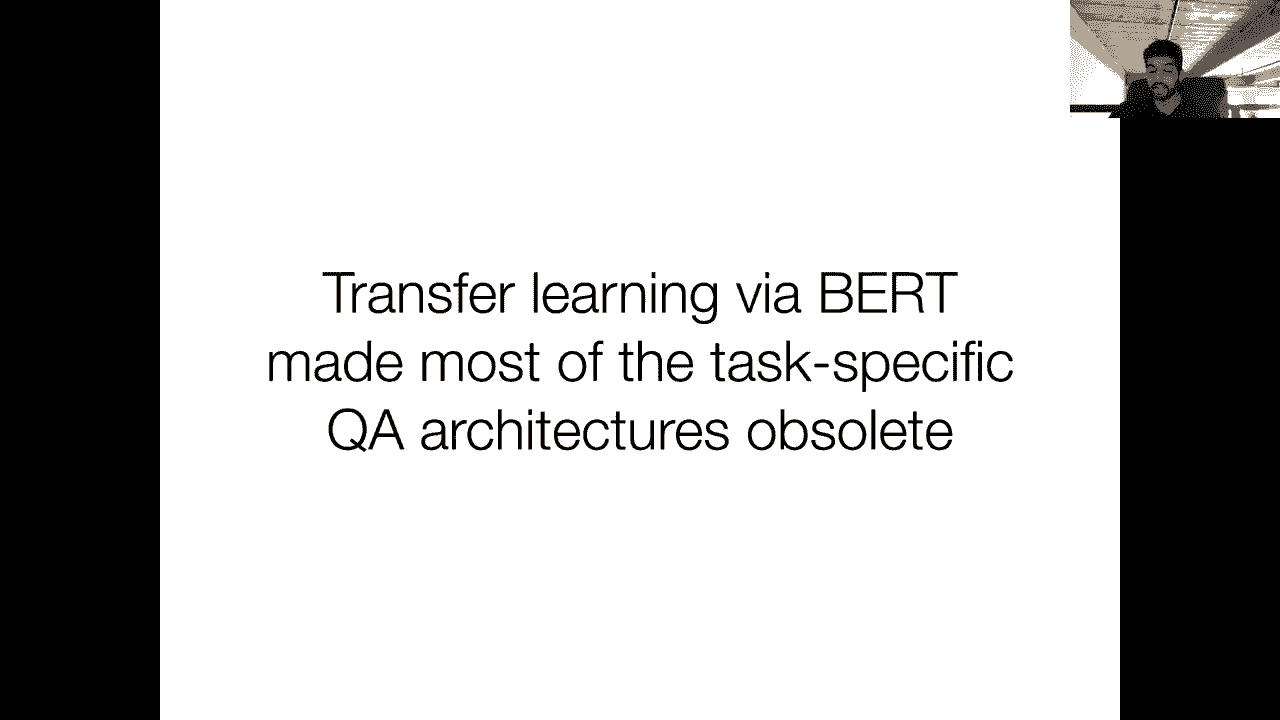 Transfer learning via BERT
made most of the task-specific
QA architectures obsolete